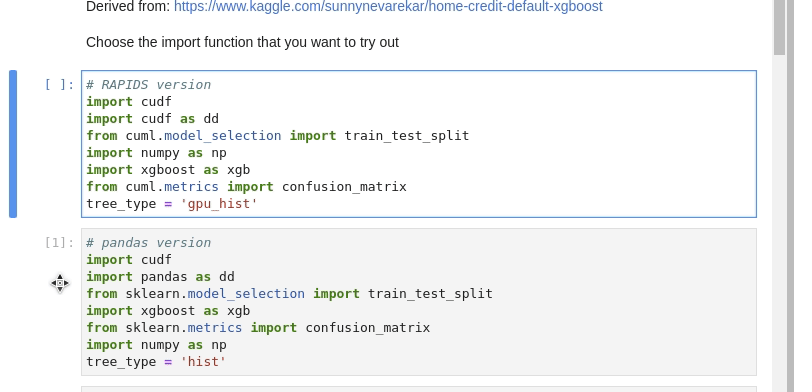 Derived from: https://www.kaggle.com/sunnynevarekar/home-credit-default-xgboost
Choose the import function that you want to try out
[ ]:
# RAPIDS version
import cudf
import cudf as dd
from cuml.model_selection import train_test_split
import numpy as np
import xgboost as xgb
from cuml.metrics import confusion_matrix
tree_type = 'gpu_hist'
[1]:
# pandas version
import cudf
import pandas as dd
from sklearn.model_selection import train_test_split
import xgboost as xgb
from sklearn.metrics import confusion_matrix
import numpy as np
tree_type = 'hist'